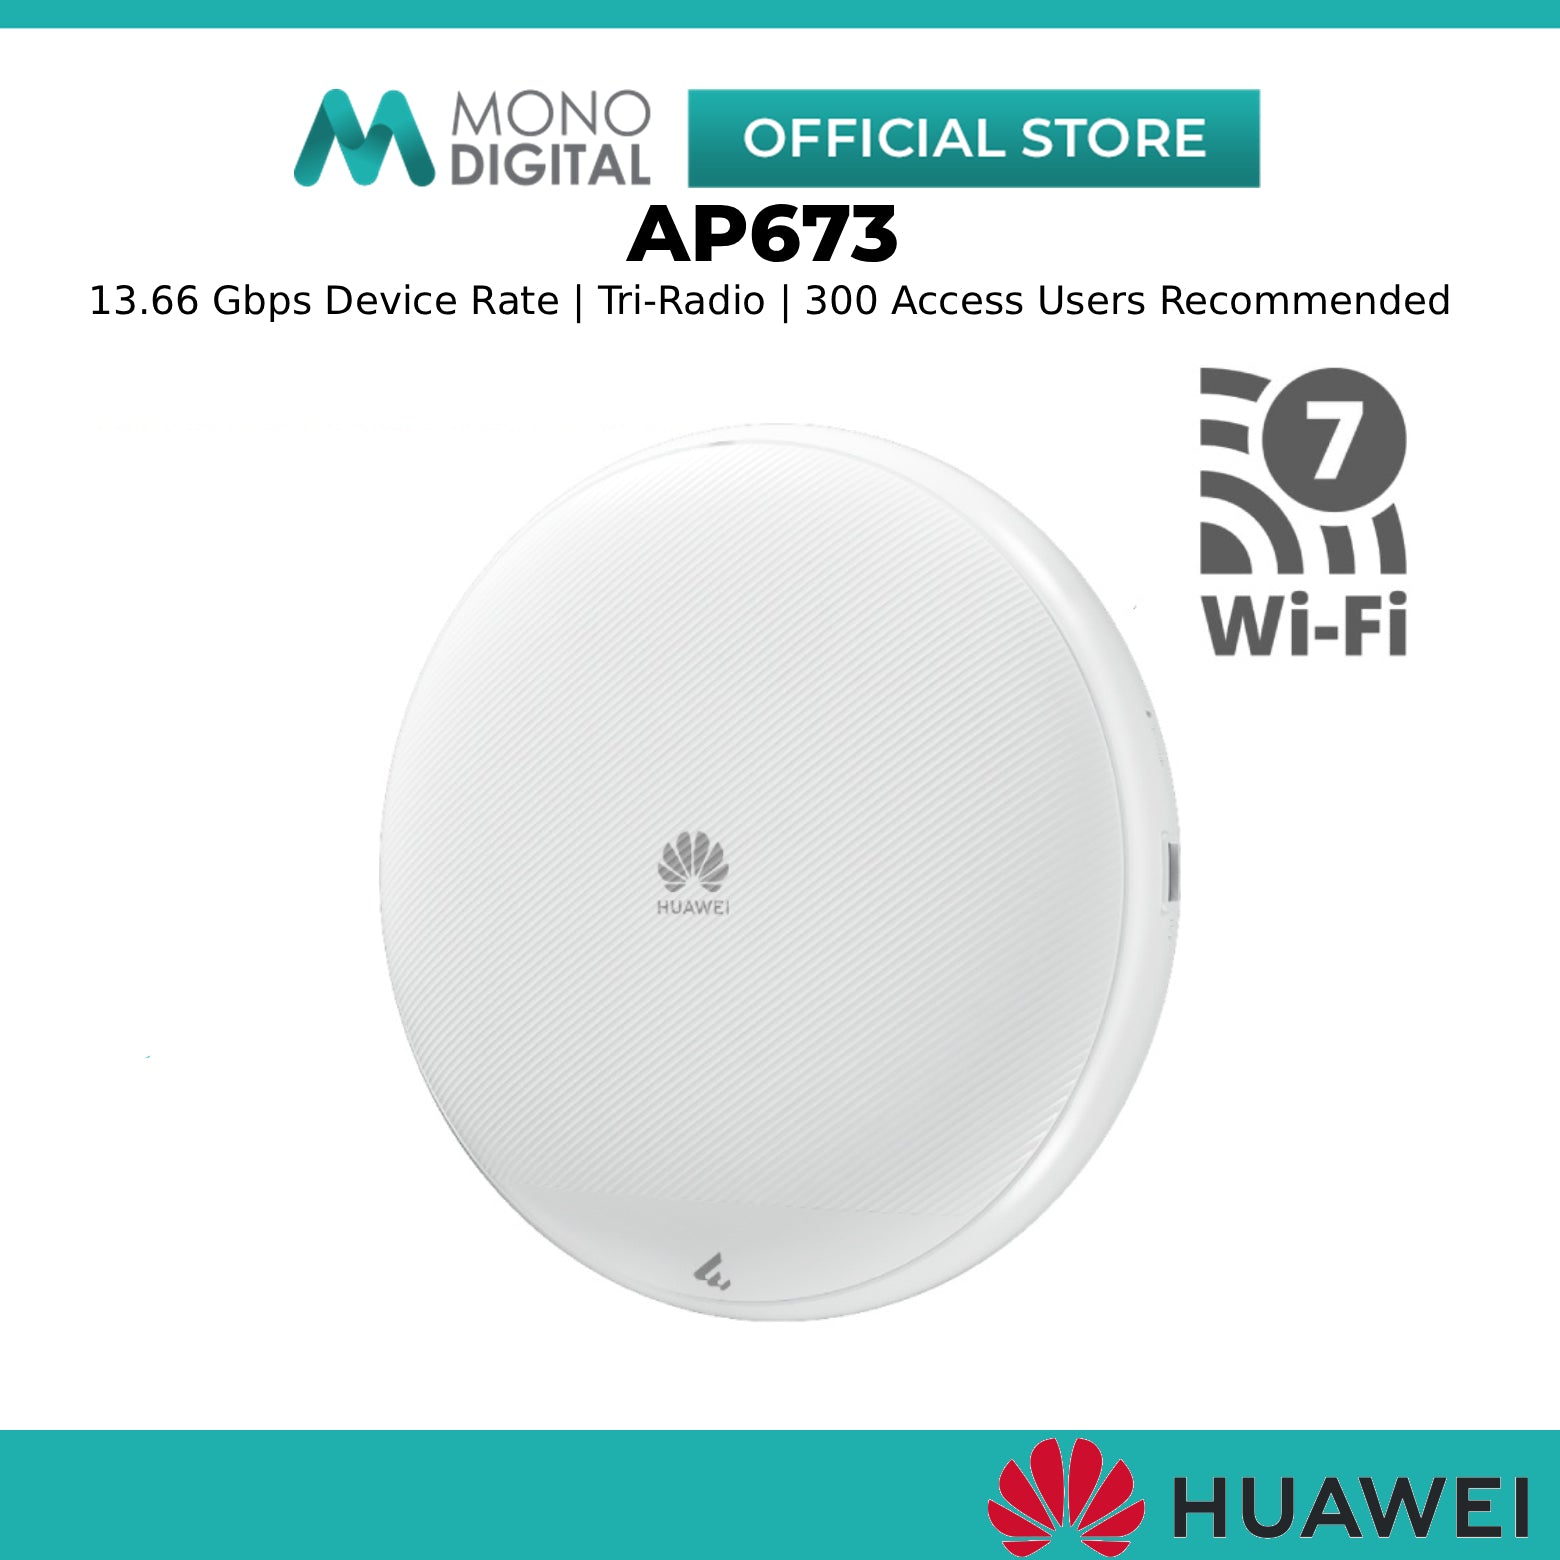 MONO
DIGITAL
OFFICIAL STORE
AP673
13.66 Gbps Device Rate | Tri-Radio | 300 Access Users Recommended
7
Wi-Fi
HUAWEI
HUAWEI